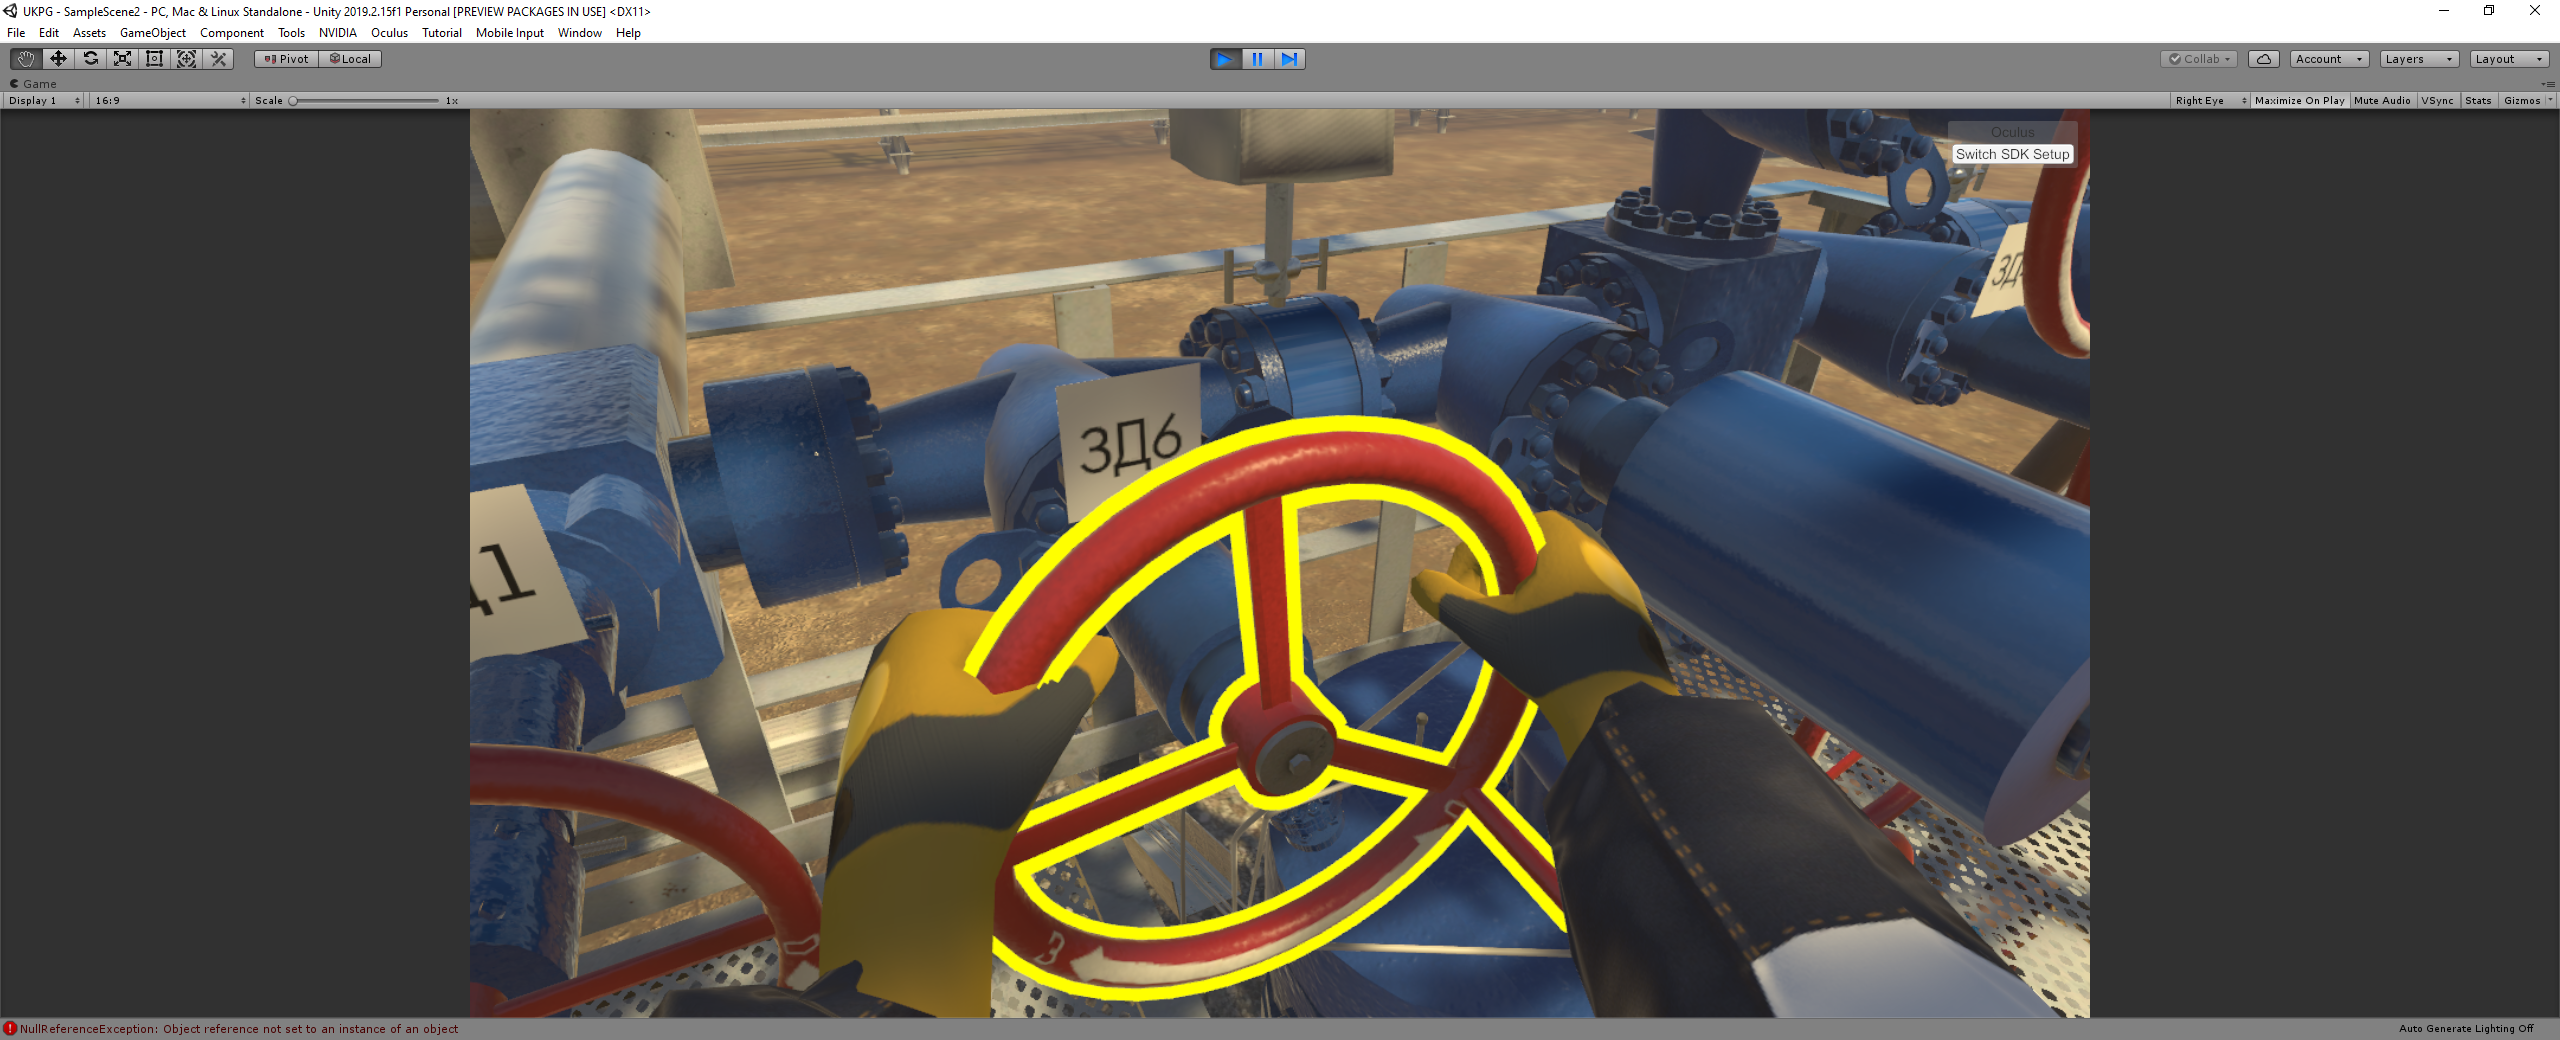 UKPG - SampleScene2 - PC, Mac & Linux Standalone - Unity 2019.2.15f1 Personal [PREVIEW PACKAGES IN USE] <DX11>
File Edit Assets GameObject Component Tools NVIDIA Oculus Tutorial Mobile Input Window Help
Pivot Local Collab Account Layers Layout
Game
Display 1 16:9 Scale 1x Right Eye Maximize On Play Mute Audio VSync Stats Gizmos
Oculus
Switch SDK Setup
ЗД
ЗД6
Д1
О
З
NullReferenceException: Object reference not set to an instance of an object
Auto Generate Lighting Off